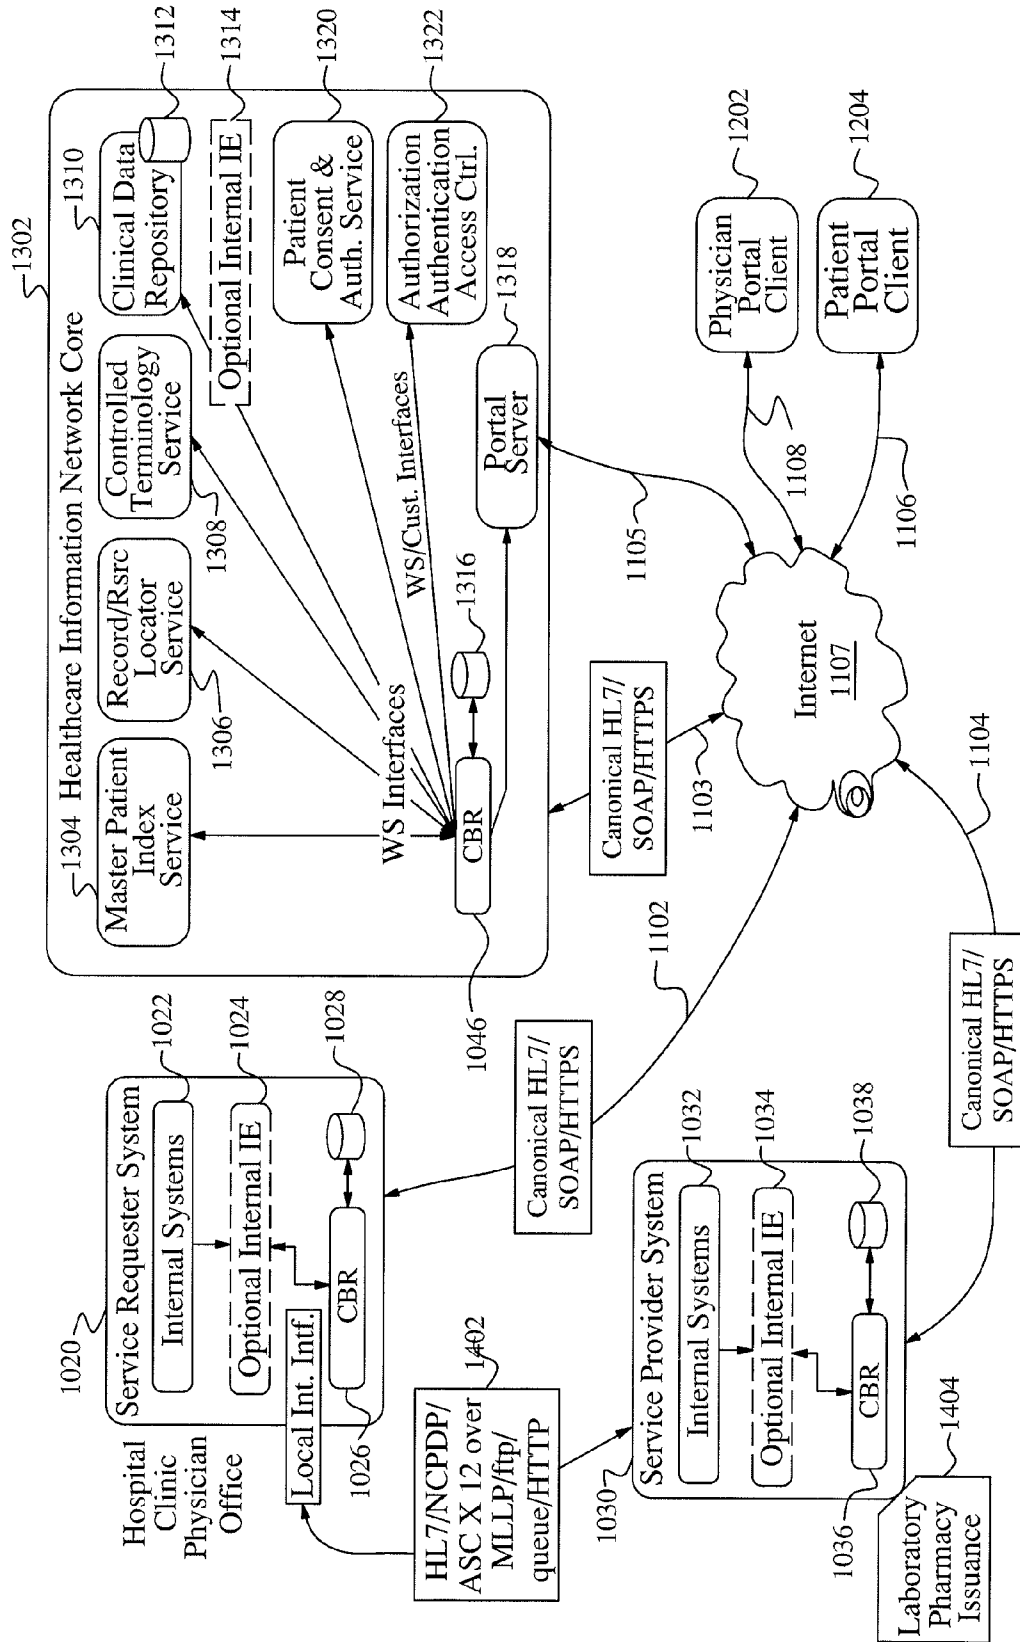 1302
1304
Healthcare Information Network Core
1310
1312
Master Patient
Index
Service
Record/Rsrc
Locator
Service
Controlled
Terminology
Service
Clinical Data
Repository
1306
1308
Optional Internal IE
1314
Patient
Consent &
Auth. Service
1320
Authorization
Authentication
Access Ctrl.
1322
WS Interfaces
WS/Cust. Interfaces
CBR
1316
Portal
Server
1318
1046
1020
Service Requester System
Internal Systems
1022
Optional Internal IE
1024
CBR
1028
1026
Local Int. Intf.
Hospital
Clinic
Physician
Office
HL7/NCPDP/
ASC X 12 over
MLLP/ftp/
queue/HTTP
1402
Canonical HL7/
SOAP/HTTPS
1102
Canonical HL7/
SOAP/HTTPS
1103
1105
1030
Service Provider System
Internal Systems
1032
Optional Internal IE
1034
CBR
1038
1036
Laboratory
Pharmacy
Issuance
1404
Canonical HL7/
SOAP/HTTPS
1104
Internet
1107
1108
1106
Physician
Portal
Client
1202
Patient
Portal
Client
1204